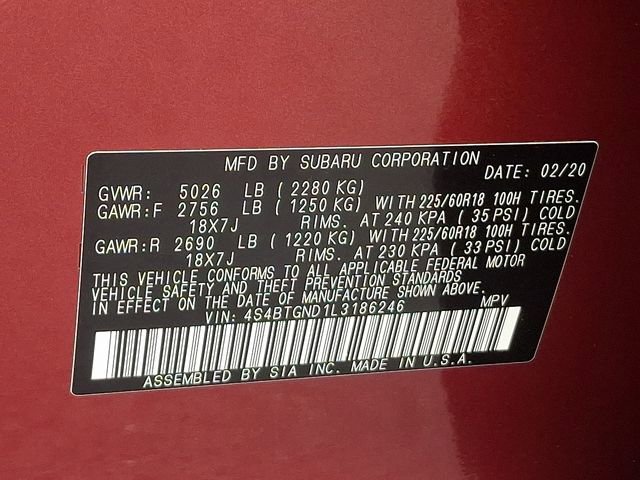 MFD BY SUBARU CORPORATION DATE: 02/20
GVWR: 5026 LB ( 2280 KG)
GAWR:F 2756 LB ( 1250 KG) WITH 225/60R18 100H TIRES.
18X7J RIMS. AT 240 KPA ( 35 PSI) COLD
GAWR:R 2690 LB ( 1220 KG) WITH 225/60R18 100H TIRES.
18X7J RIMS. AT 230 KPA ( 33 PSI) COLD
THIS VEHICLE CONFORMS TO ALL APPLICABLE FEDERAL MOTOR
VEHICLE SAFETY AND THEFT PREVENTION STANDARDS
IN EFFECT ON THE DATE OF MANUFACTURE SHOWN ABOVE.
VIN: 4S4BTGND1L3186246 MPV
ASSEMBLED BY SIA INC. MADE IN U.S.A.